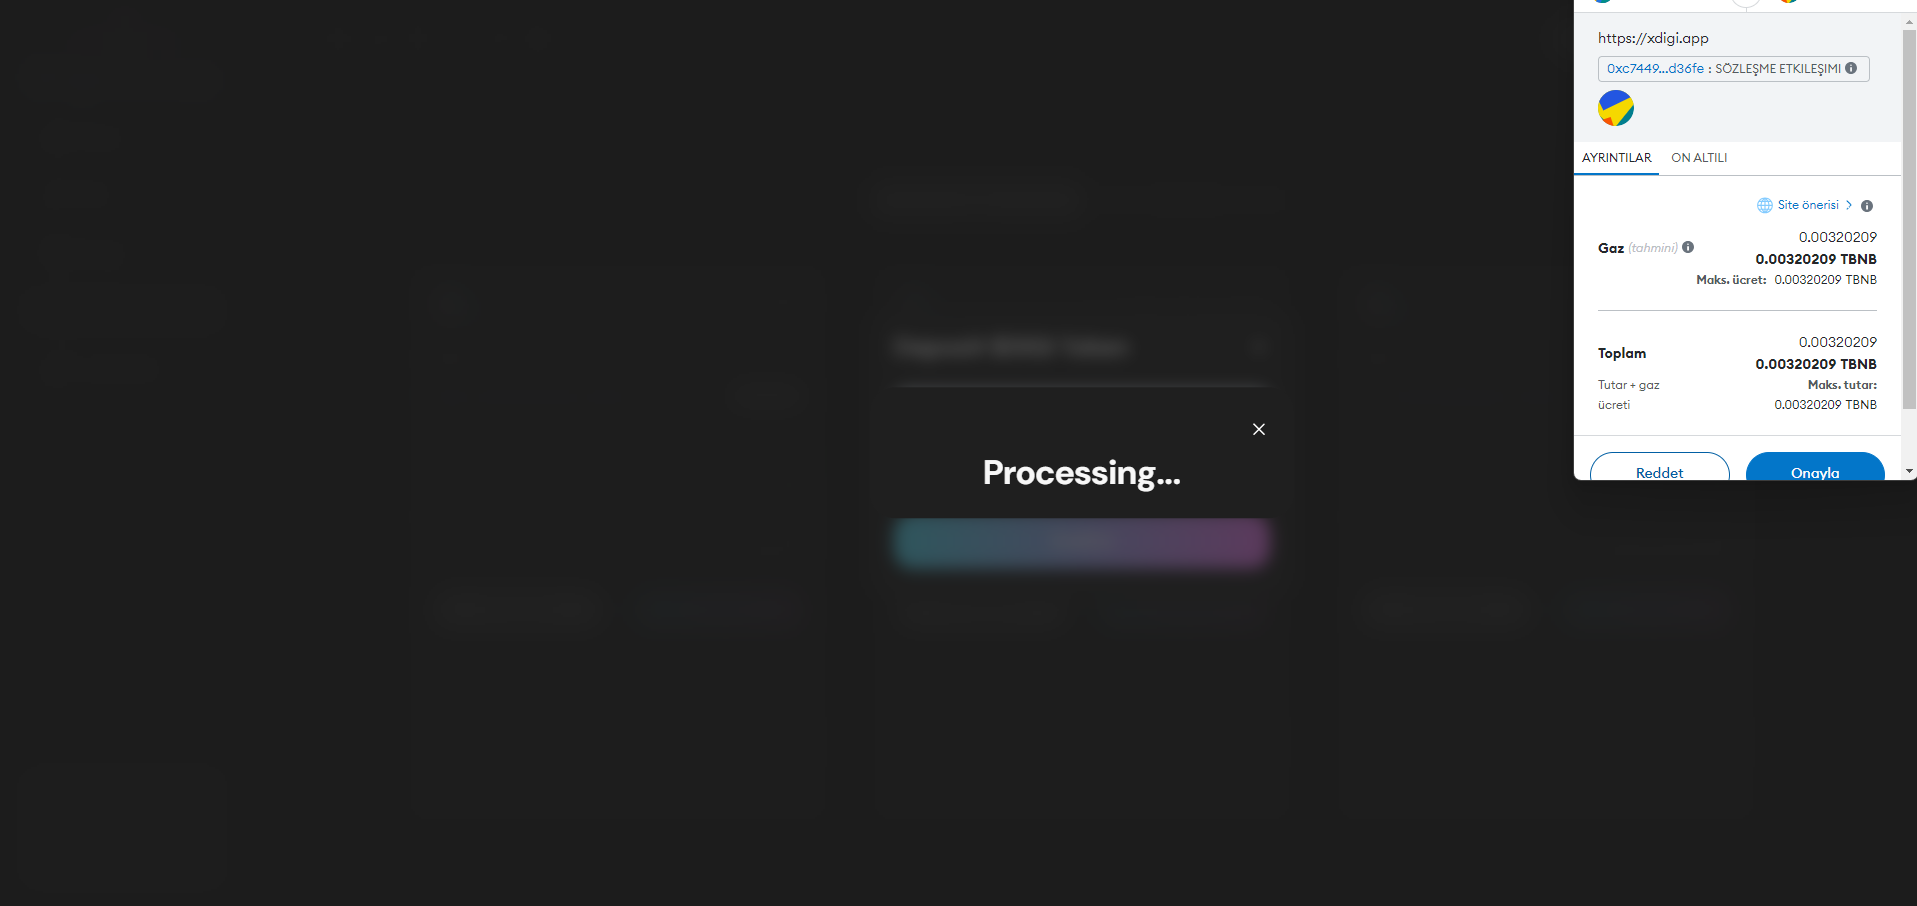 https://xdigi.app
0xc7449...d36fe : SÖZLEŞME ETKILEŞIMI
AYRINTILAR
ON ALTILI
Site önerisi
Gaz (tahmini)
0.00320209
0.00320209 TBNB
Maks. ücret: 0.00320209 TBNB
Toplam
0.00320209
0.00320209 TBNB
Tutar + gaz ücreti
Maks. tutar:
0.00320209 TBNB
Reddet
Onayla
Processing...